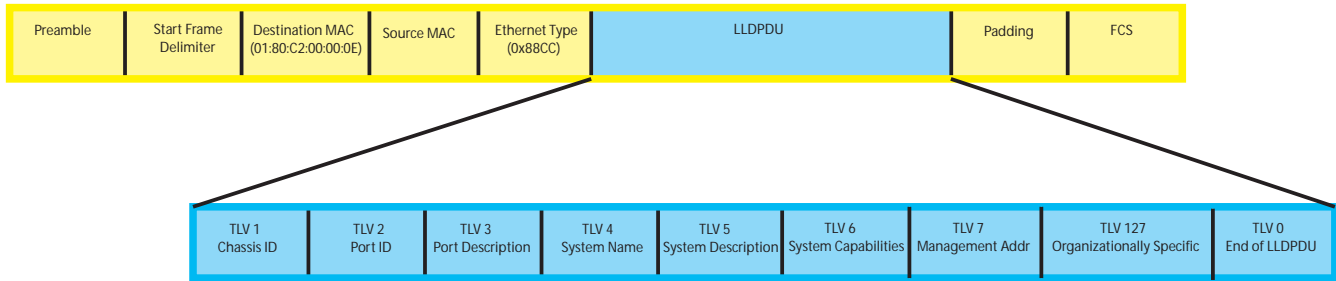 Preamble
Start Frame
Delimiter
Destination MAC
(01:80:C2:00:00:0E)
Source MAC
Ethernet Type
(0x88CC)
LLDPDU
Padding
FCS
TLV 1
Chassis ID
TLV 2
Port ID
TLV 3
Port Description
TLV 4
System Name
TLV 5
System Description
TLV 6
System Capabilities
TLV 7
Management Addr
TLV 127
Organizationally Specific
TLV 0
End of LLDPDU